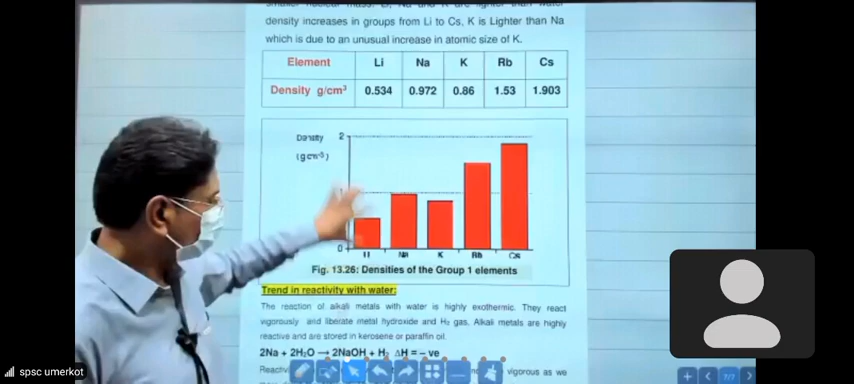 density increases in groups from Li to Cs, K is Lighter than Na
which is due to an unusual increase in atomic size of K.
Element Li Na K Rb Cs
Density g/cm³ 0.534 0.972 0.86 1.53 1.903
Density
(gcm⁻³)
2
0
Li Na K Rb Cs
Fig. 13.26: Densities of the Group 1 elements
Trend in reactivity with water:
The reaction of alkali metals with water is highly exothermic. They react
vigorously and liberate metal hydroxide and H₂ gas. Alkali metals are highly
reactive and are stored in kerosene or paraffin oil.
2Na + 2H₂O → 2NaOH + H₂ ΔH = – ve
vigorous as we
spsc umerkot
7/7